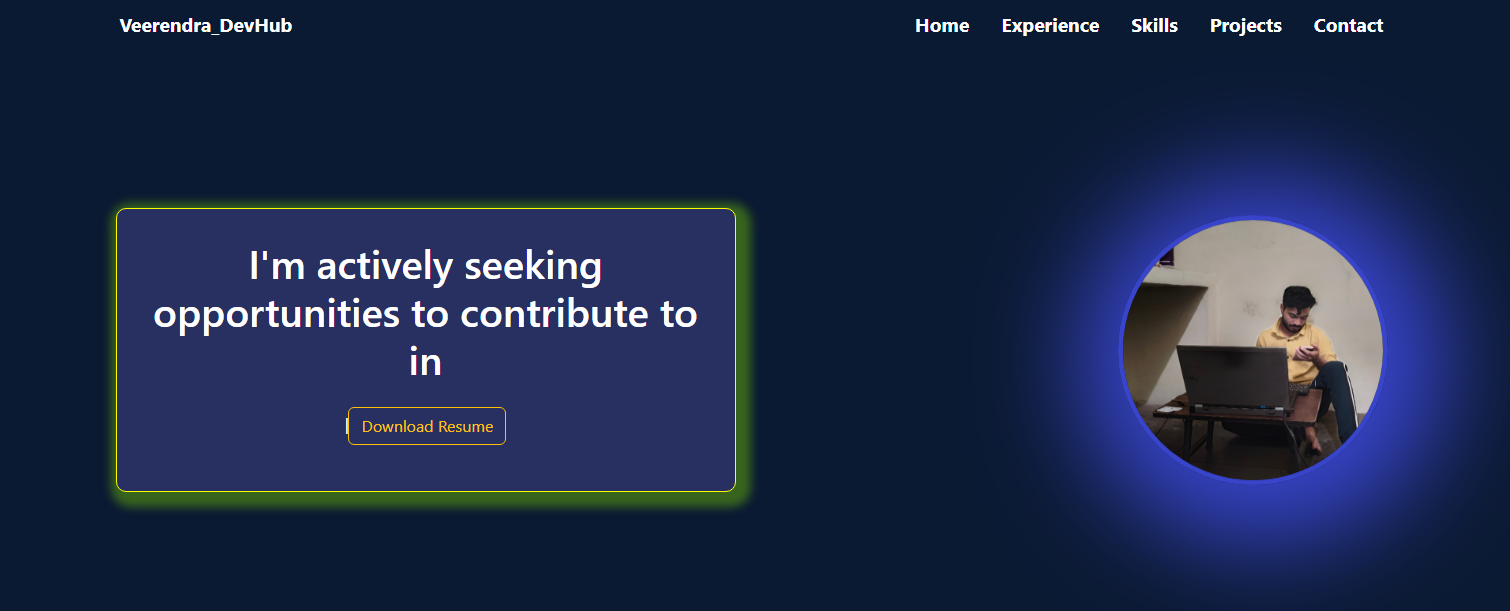 Veerendra_DevHub
Home Experience Skills Projects Contact
I'm actively seeking
opportunities to contribute to
in
Download Resume